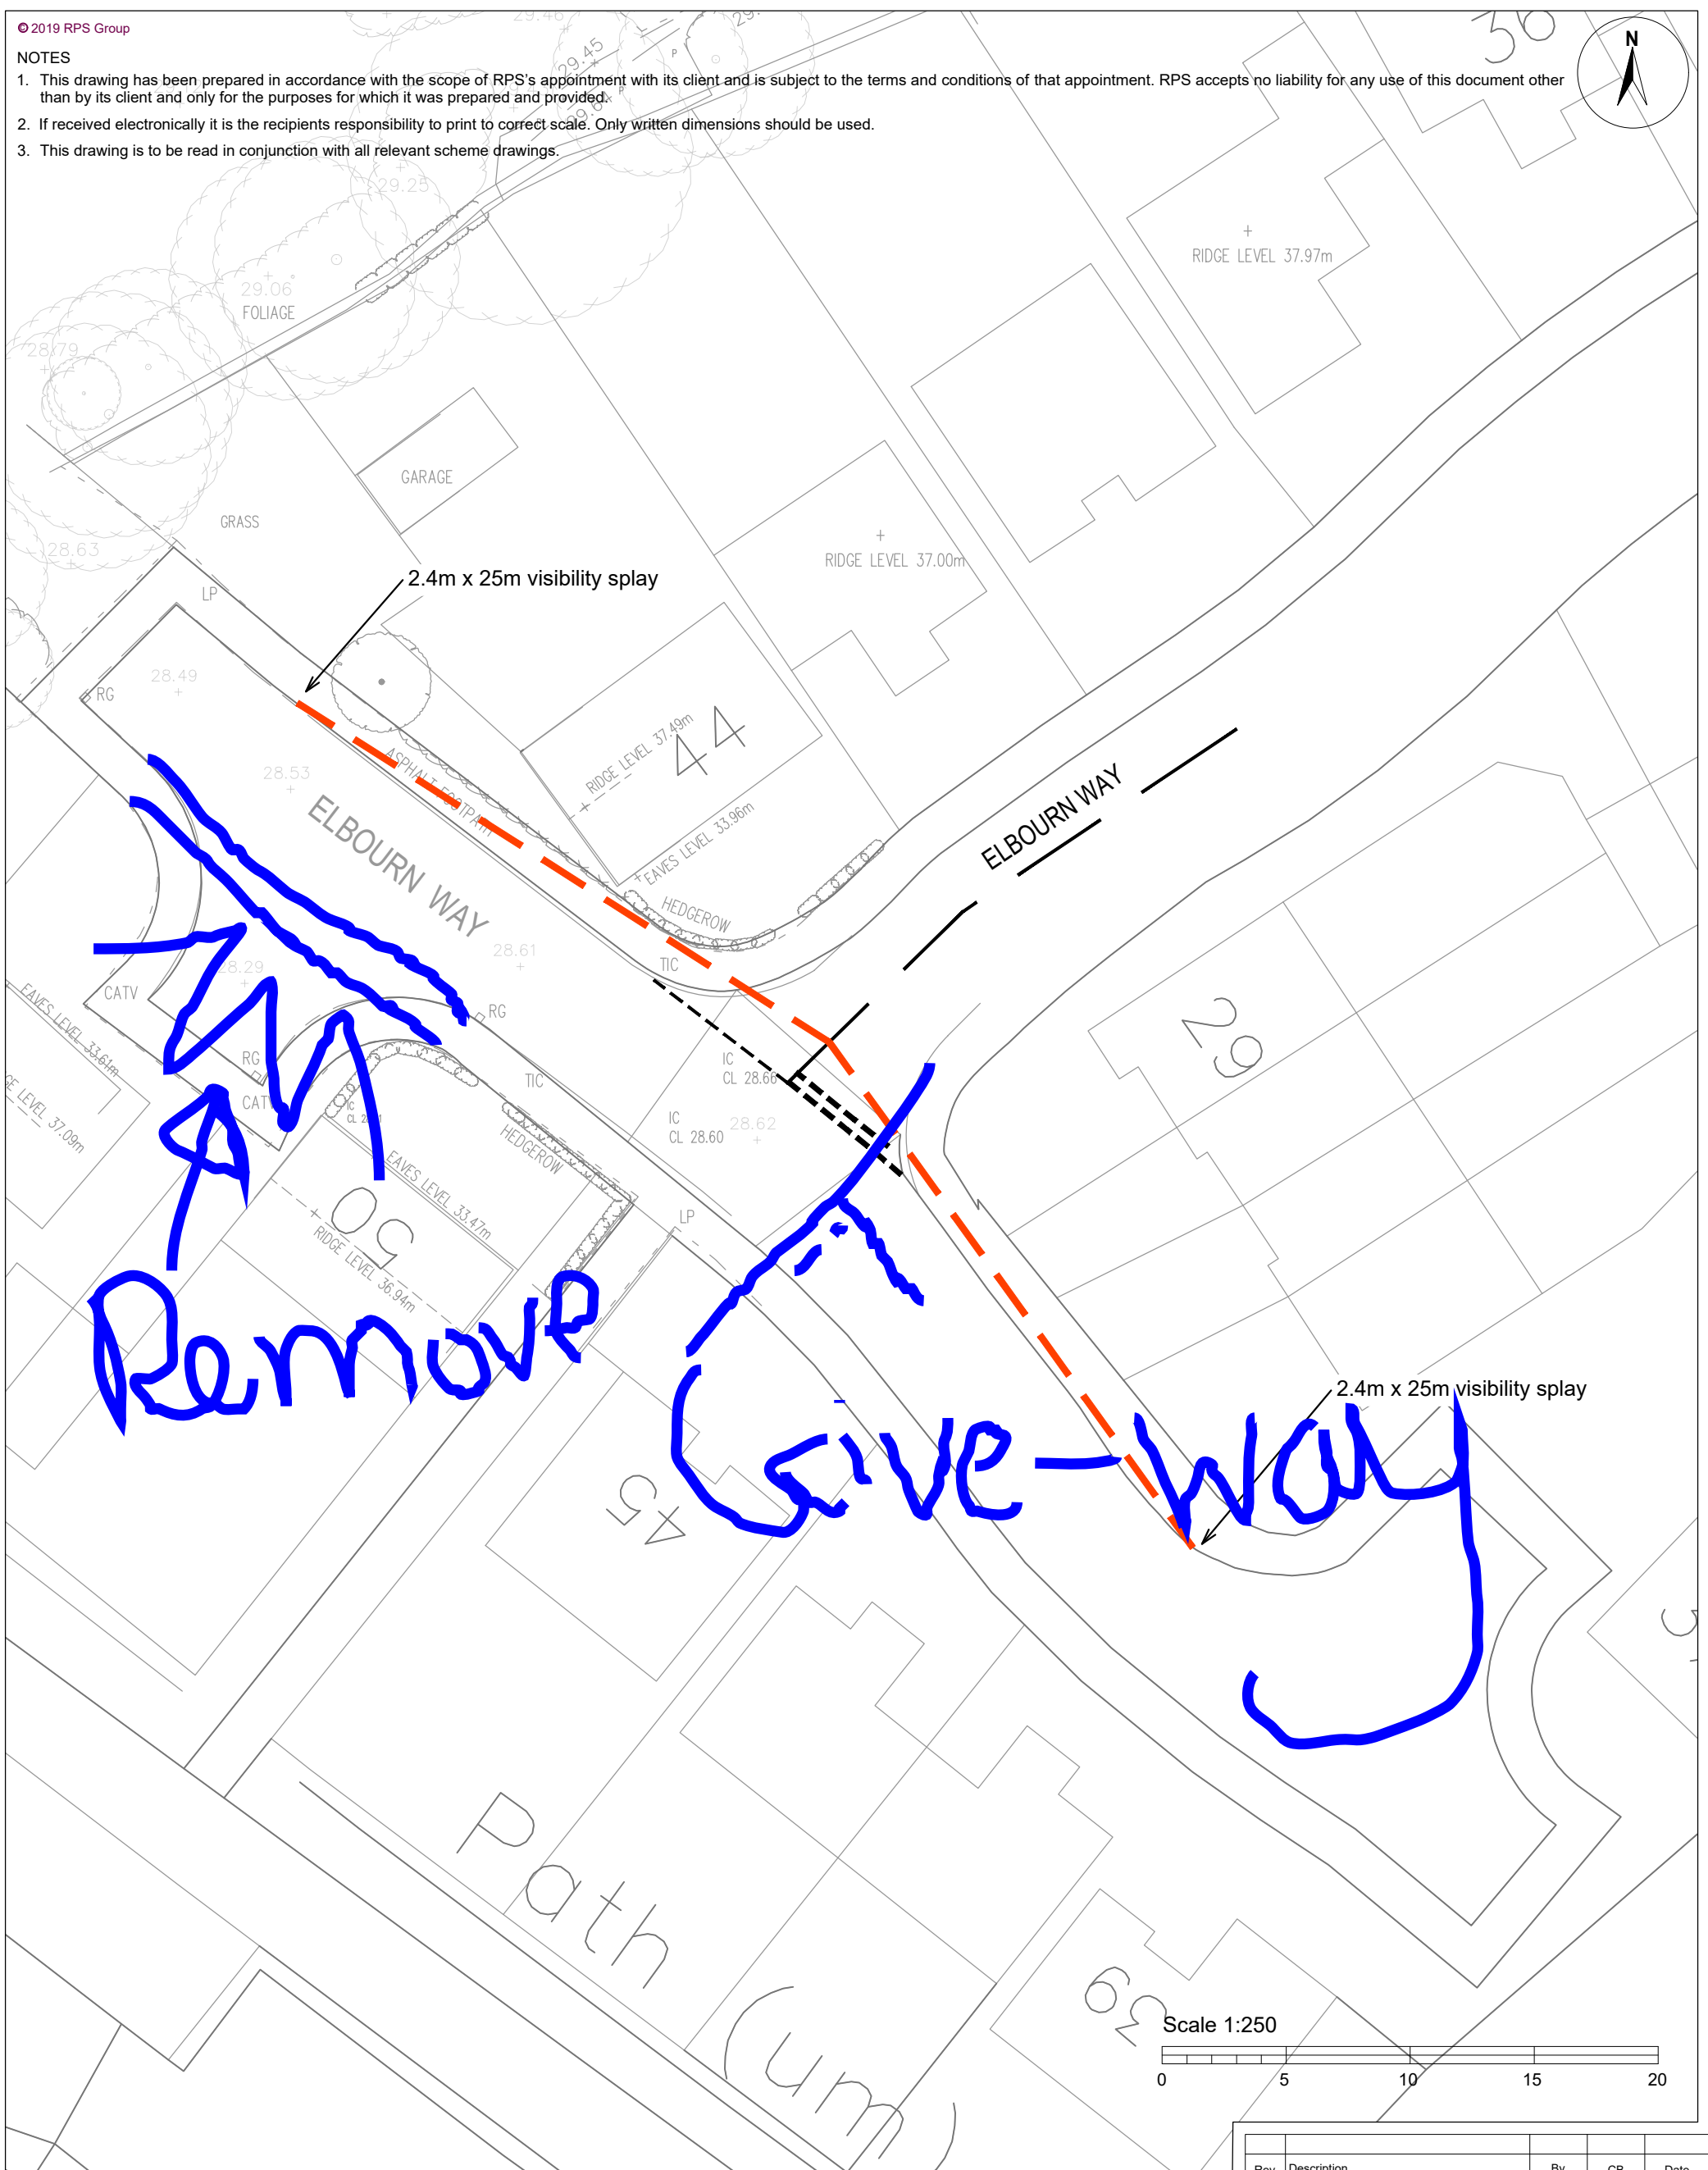 © 2019 RPS Group
NOTES
1. This drawing has been prepared in accordance with the scope of RPS's appointment with its client and is subject to the terms and conditions of that appointment. RPS accepts no liability for any use of this document other
than by its client and only for the purposes for which it was prepared and provided.
2. If received electronically it is the recipients responsibility to print to correct scale. Only written dimensions should be used.
3. This drawing is to be read in conjunction with all relevant scheme drawings.
N
36
29.46
29.45
P
P
29.25
RIDGE LEVEL 37.97m
29.06
FOLIAGE
28.79
GARAGE
GRASS
28.63
RIDGE LEVEL 37.00m
2.4m x 25m visibility splay
LP
28.49
RG
RIDGE LEVEL 37.49m
44
ASPHALT FOOTPATH
28.53
ELBOURN WAY
ELBOURN WAY
EAVES LEVEL 33.96m
HEDGEROW
28.61
TIC
28.29
CATV
RG
EAVES LEVEL 33.61m
RG
IC
CL 28.66
29
TIC
CATV
IC
IC
CL 28.60
28.62
GE LEVEL 37.09m
HEDGEROW
EAVES LEVEL 33.47m
50
LP
RIDGE LEVEL 36.94m
Remove
2.4m x 25m visibility splay
Give-way
45
Path (um)
39
Scale 1:250
0 5 10 15 20
Rev Description By CB Date